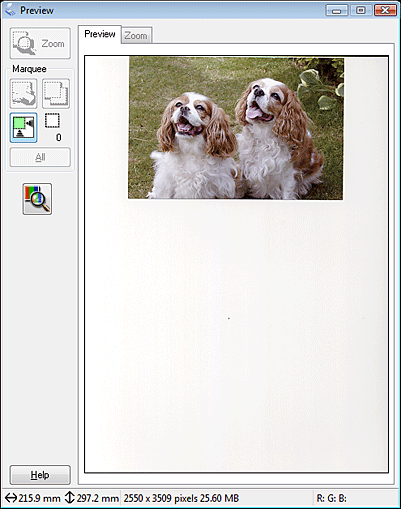 Preview
Preview Zoom
Zoom
Marquee
0
All
Help
215.9 mm 297.2 mm 2550 x 3509 pixels 25.60 MB R: G: B: